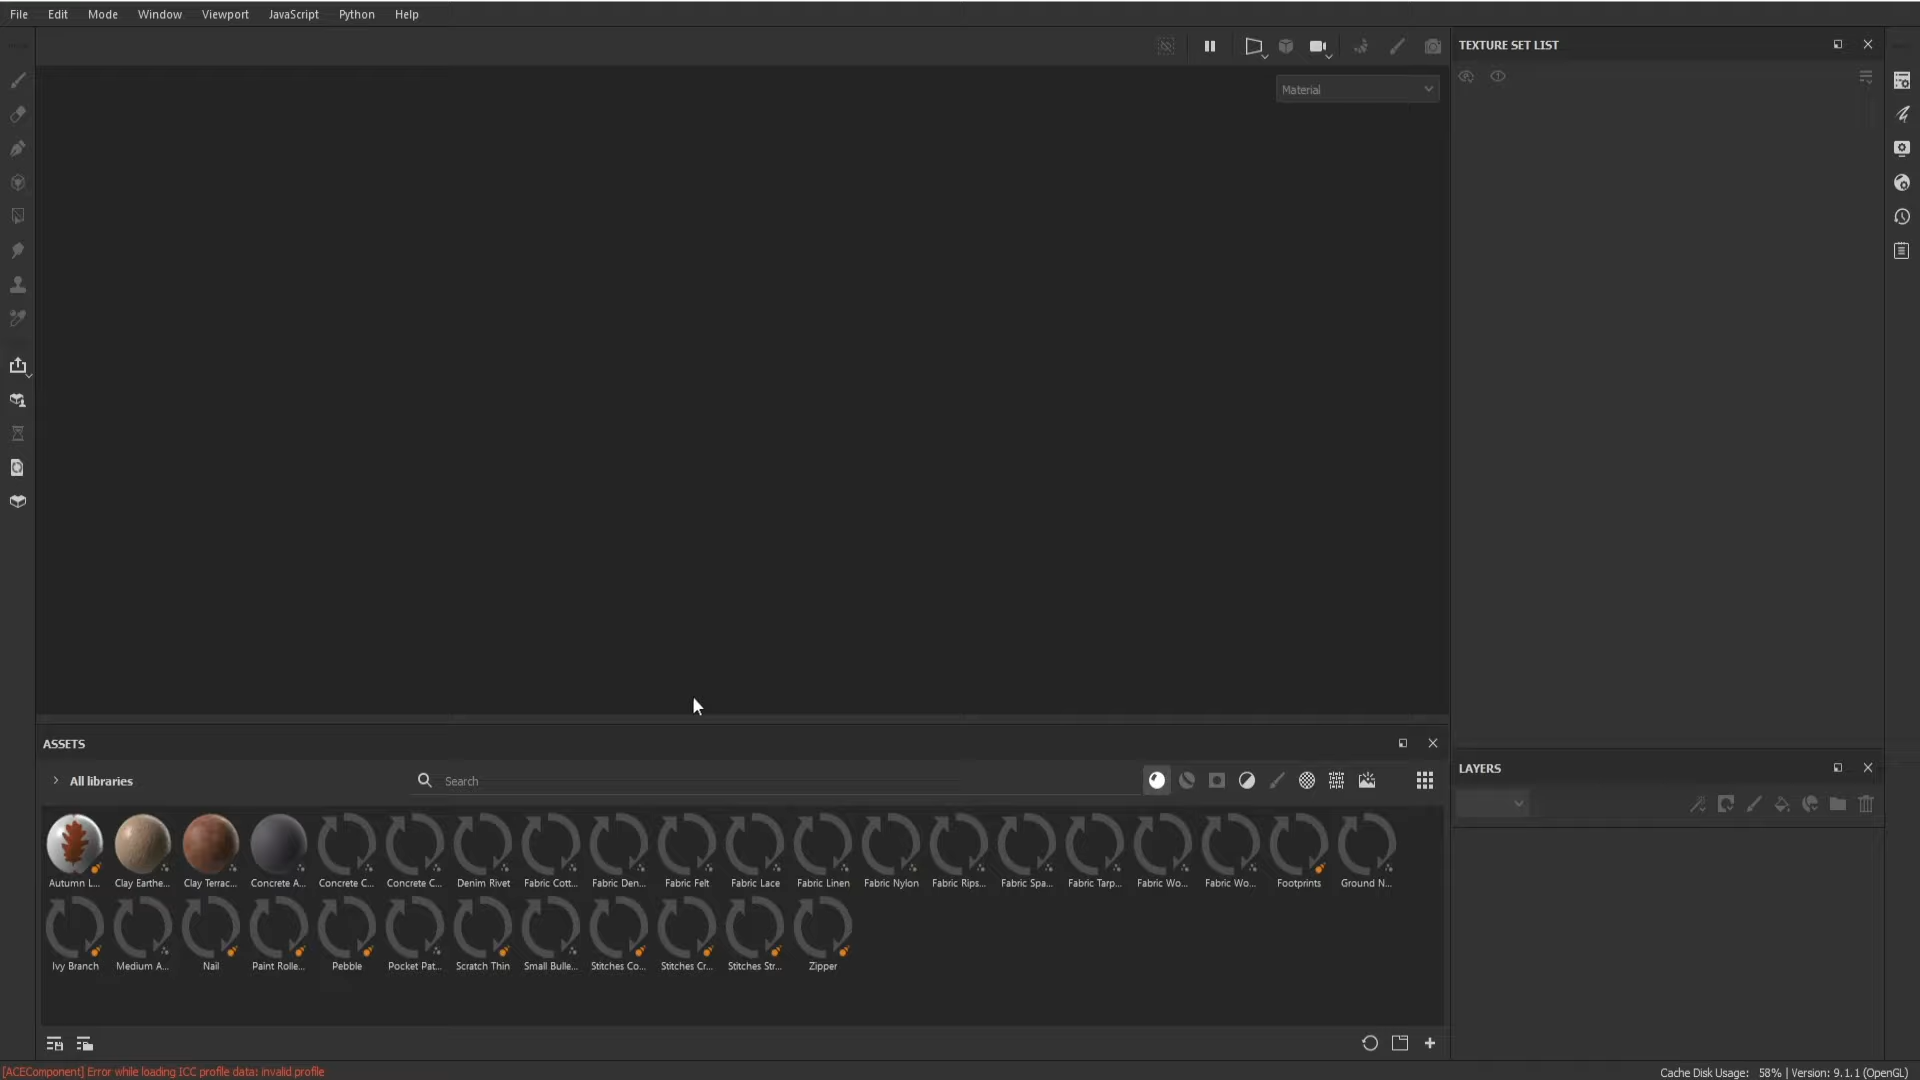 File Edit Mode Window Viewport JavaScript Python Help
TEXTURE SET LIST
Material
ASSETS
All libraries
Search
Autumn L... Clay Earthe... Clay Terrac... Concrete A... Concrete C... Concrete C... Denim Rivet Fabric Cott... Fabric Den... Fabric Felt Fabric Lace Fabric Linen Fabric Nylon Fabric Rips... Fabric Spa... Fabric Tarp... Fabric Wo... Fabric Wo... Footprints Ground N...
Ivy Branch Medium A... Nail Paint Rolle... Pebble Pocket Pat... Scratch Thin Small Bulle... Stitches Co... Stitches Cr... Stitches Str... Zipper
LAYERS
[ACEComponent] Error while loading ICC profile data: invalid profile
Cache Disk Usage: 58% | Version: 9.1.1 (OpenGL)